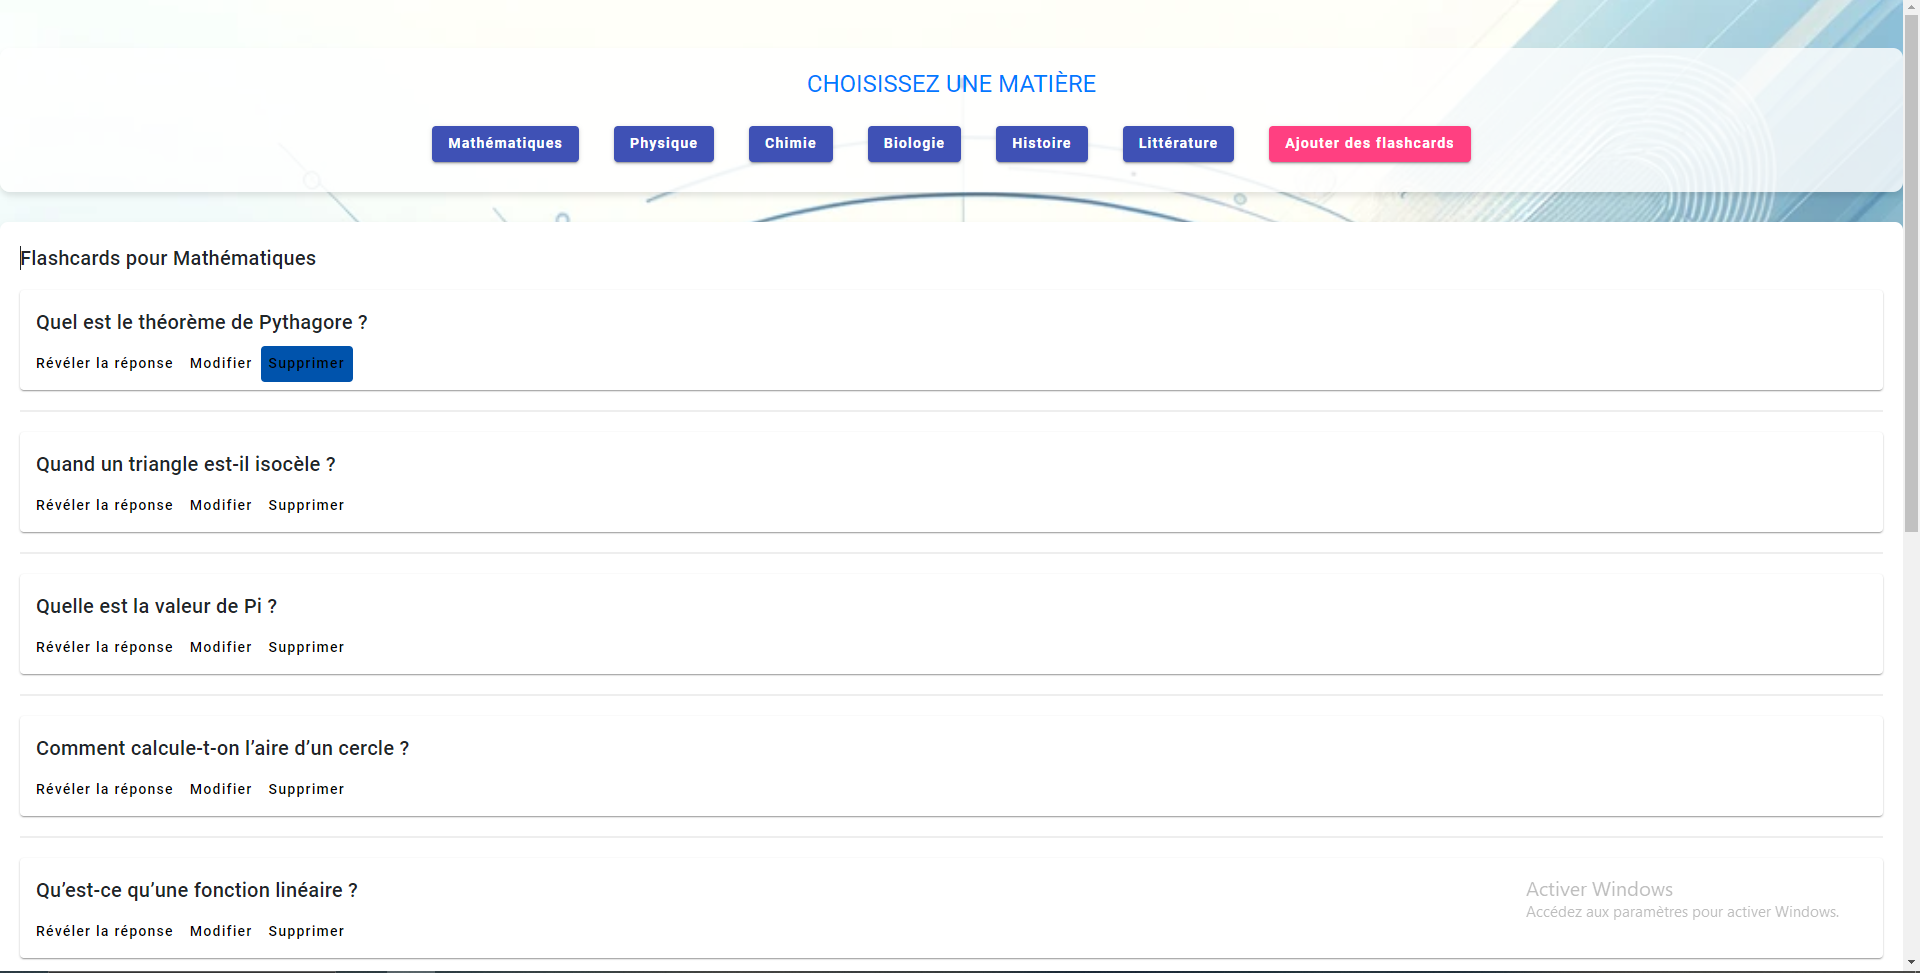 CHOISISSEZ UNE MATIÈRE
Mathématiques Physique Chimie Biologie Histoire Littérature Ajouter des flashcards
Flashcards pour Mathématiques
Quel est le théorème de Pythagore ?
Révéler la réponse Modifier Supprimer
Quand un triangle est-il isocèle ?
Révéler la réponse Modifier Supprimer
Quelle est la valeur de Pi ?
Révéler la réponse Modifier Supprimer
Comment calcule-t-on l’aire d’un cercle ?
Révéler la réponse Modifier Supprimer
Qu’est-ce qu’une fonction linéaire ?
Révéler la réponse Modifier Supprimer
Activer Windows
Accédez aux paramètres pour activer Windows.